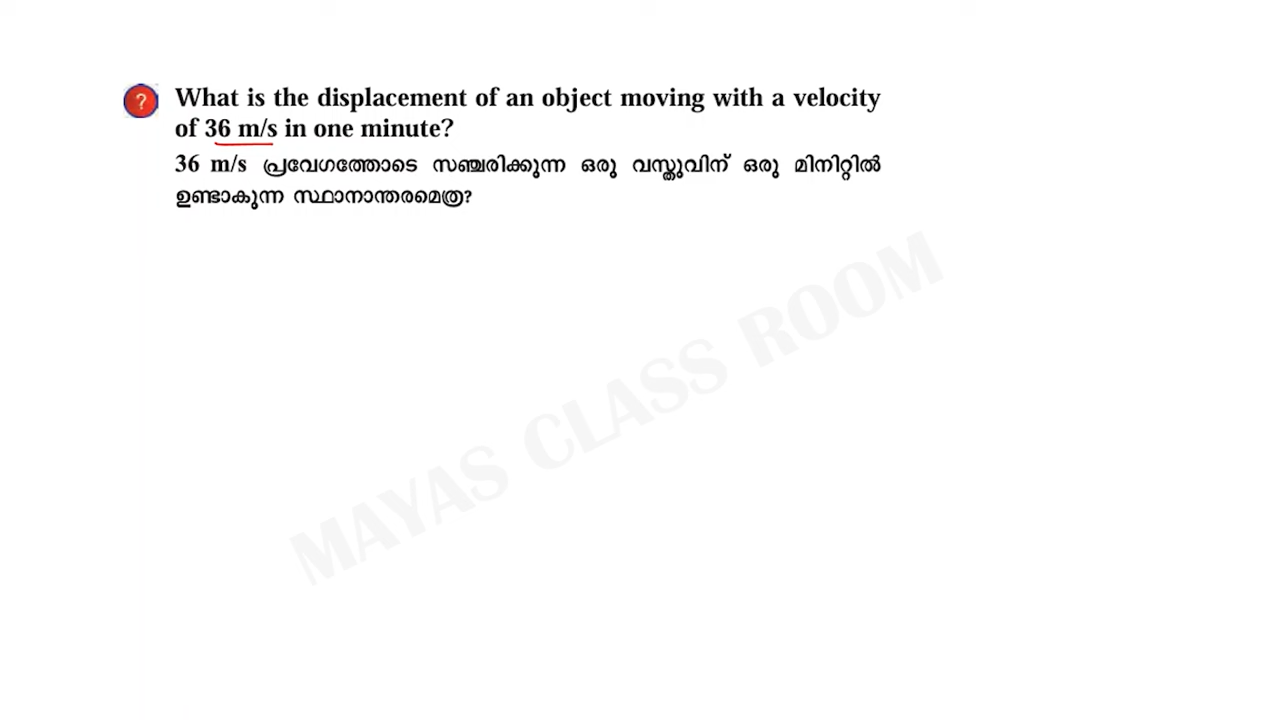 ?
What is the displacement of an object moving with a velocity
of 36 m/s in one minute?
36 m/s പ്രവേഗത്തോടെ സഞ്ചരിക്കുന്ന ഒരു വസ്തുവിന് ഒരു മിനിറ്റിൽ
ഉണ്ടാകുന്ന സ്ഥാനാന്തരമെത്ര?
MAYAS CLASS ROOM